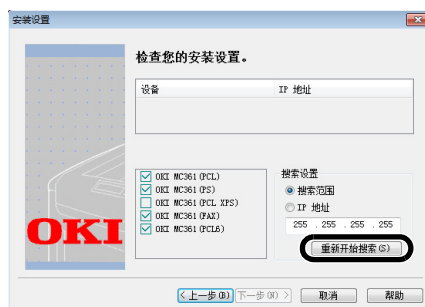 安装设置
检查您的安装设置。
设备 IP 地址
OKI MC361(PCL)
OKI MC361(PS)
OKI MC361(PCL XPS)
OKI MC361(FAX)
OKI MC361(PCL6)
搜索设置
搜索范围
IP 地址
255 . 255 . 255 . 255
重新开始搜索(S)
OKI
< 上一步(B) 下一步(N) > 取消 帮助